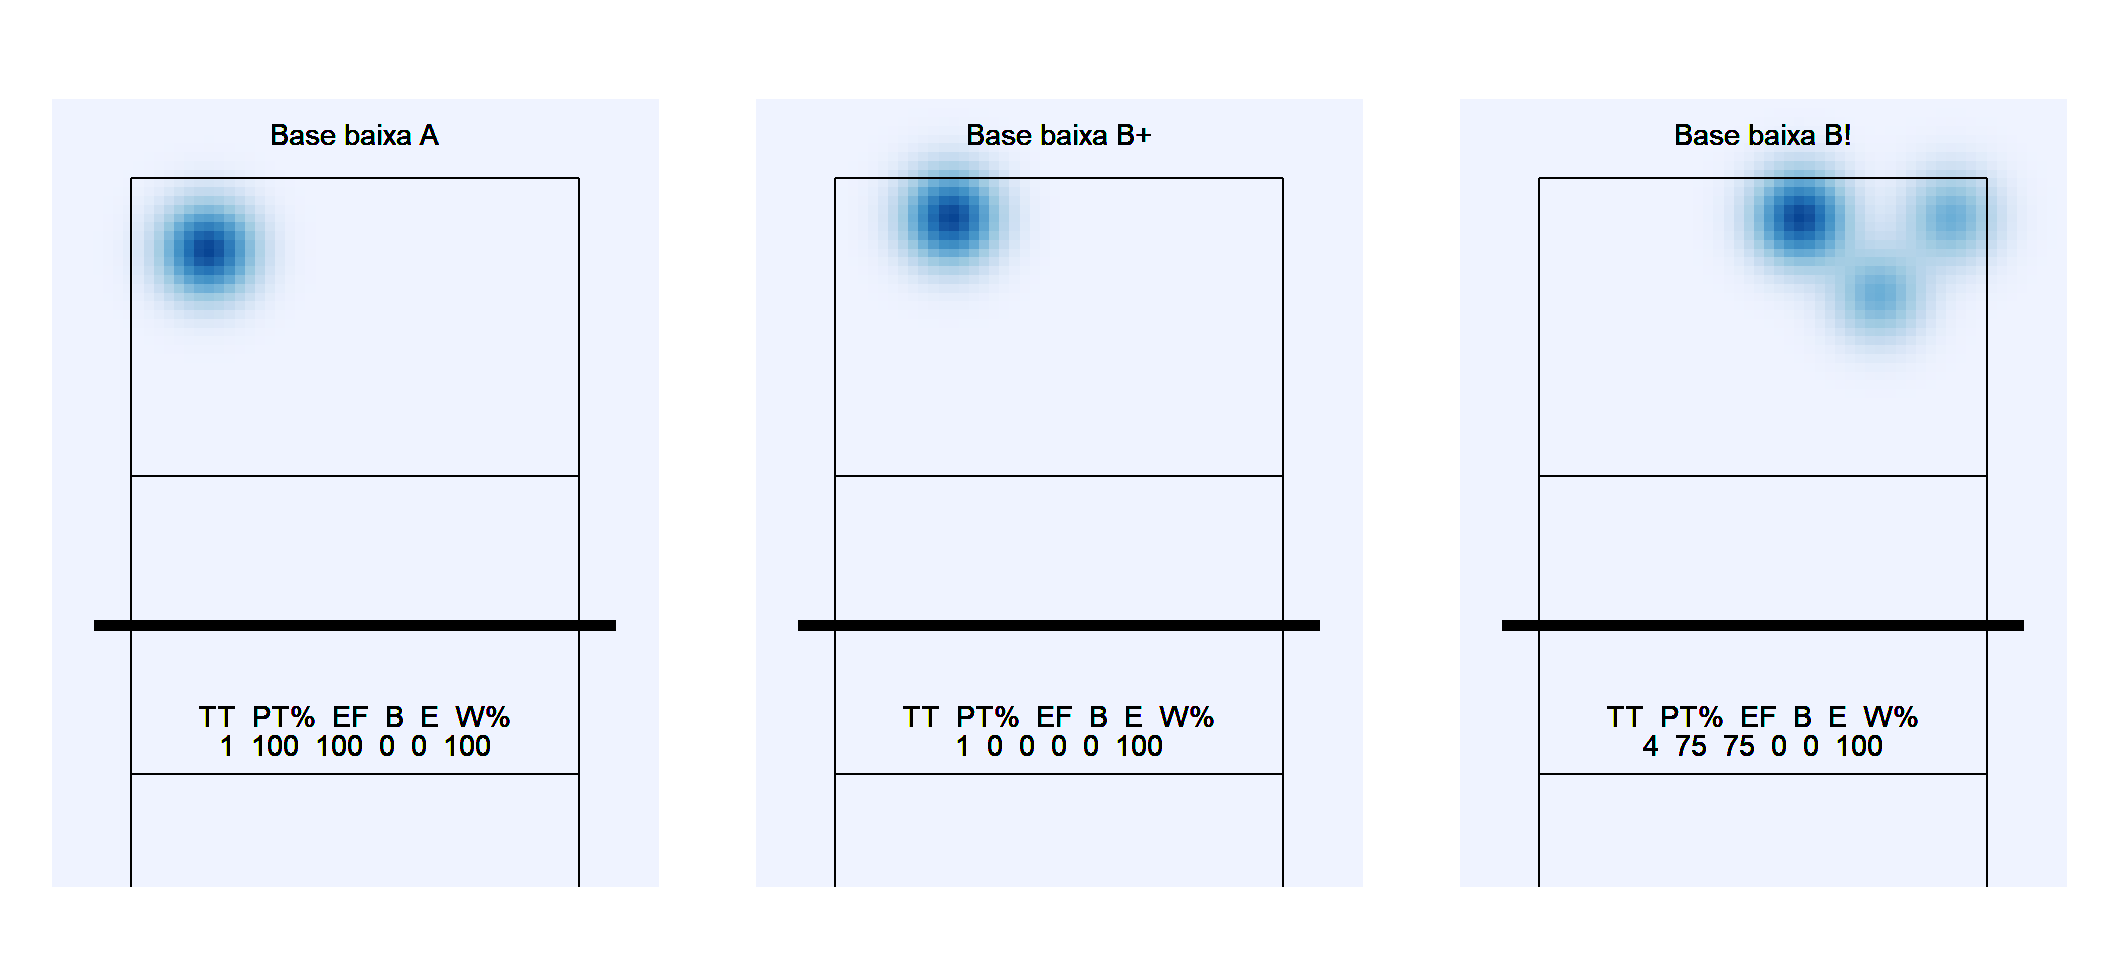 Base baixa A
TT PT% EF B E W%
1 100 100 0 0 100
Base baixa B+
TT PT% EF B E W%
1 0 0 0 0 100
Base baixa B!
TT PT% EF B E W%
4 75 75 0 0 100